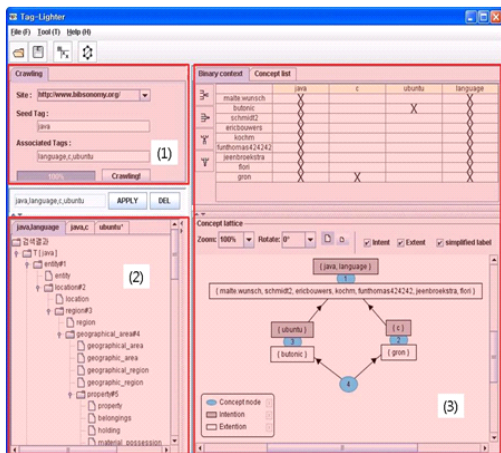 Tag-Lighter
File (F) Tool (T) Help (H)
Crawling
Site : http://www.bibsonomy.org/
Seed Tag :
java
Associated Tags :
language,c,ubuntu
100% Crawling!
(1)
java,language,c,ubuntu APPLY DEL
java,language java,c ubuntu*
검색결과
T [java]
entity#1
entity
location#2
location
region#3
region
geographical_area#4
geographical_area
geographic_area
geographical_region
geographic_region
property#5
property
belongings
holding
material_possession
(2)
Binary context Concept list
java c ubuntu language
malte.wunsch X X
butonic X X X
schmidt2 X X
ericbouwers X X
kochm X X
funthomas424242 X X
jeenbroekstra X X
flori X X
gron X X X
Concept lattice
Zoom: 100% Rotate: 0° Intent Extent simplified label
{ java, language }
1
{ malte.wunsch, schmidt2, ericbouwers, kochm, funthomas424242, jeenbroekstra, flori }
{ ubuntu } { c }
3 2
{ butonic } { gron }
4
Concept node
Intention
Extention
(3)